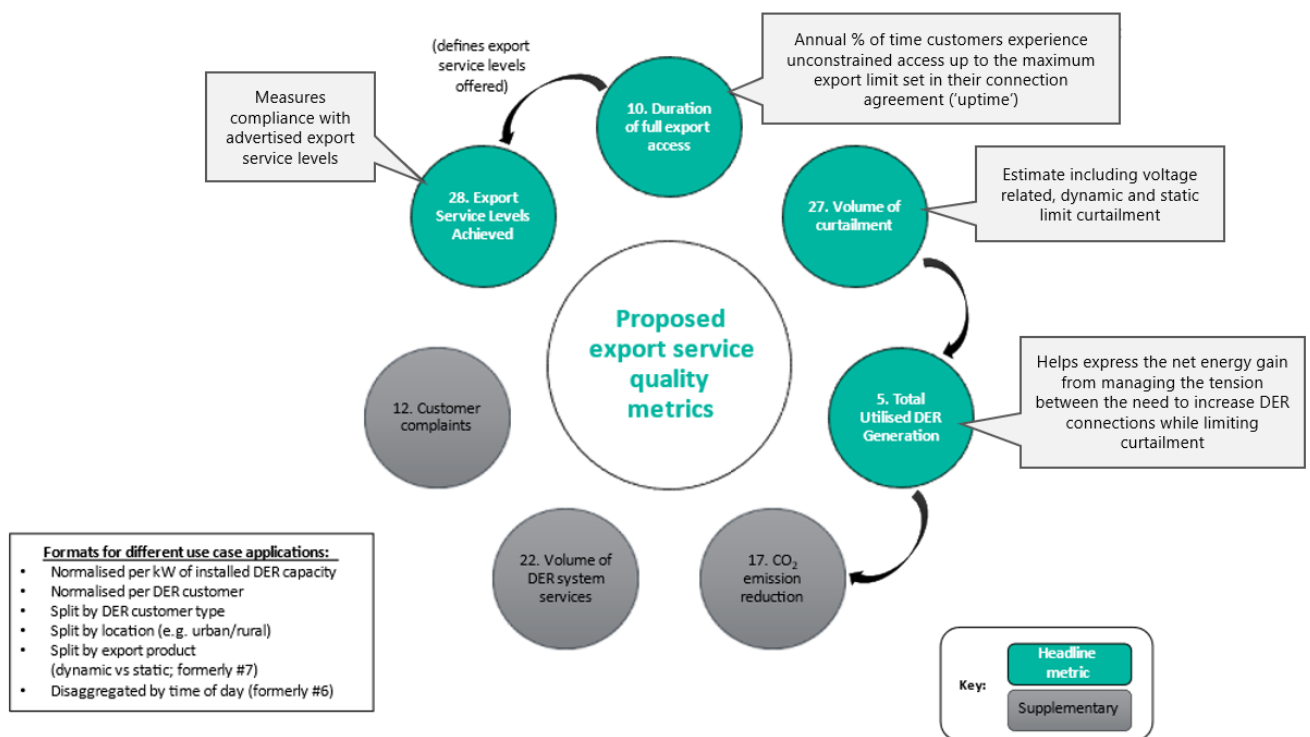 (defines export
service levels
offered)
Annual % of time customers experience
unconstrained access up to the maximum
export limit set in their connection
agreement ('uptime')
Measures
compliance with
advertised export
service levels
10. Duration
of full export
access
28. Export
Service Levels
Achieved
27. Volume of
curtailment
Estimate including voltage
related, dynamic and static
limit curtailment
Proposed
export service
quality
metrics
12. Customer
complaints
5. Total
Utilised DER
Generation
Helps express the net energy gain
from managing the tension
between the need to increase DER
connections while limiting
curtailment
22. Volume of
DER system
services
17. CO₂
emission
reduction
Formats for different use case applications:
• Normalised per kW of installed DER capacity
• Normalised per DER customer
• Split by DER customer type
• Split by location (e.g. urban/rural)
• Split by export product
(dynamic vs static; formerly #7)
• Disaggregated by time of day (formerly #6)
Key:
Headline
metric
Supplementary